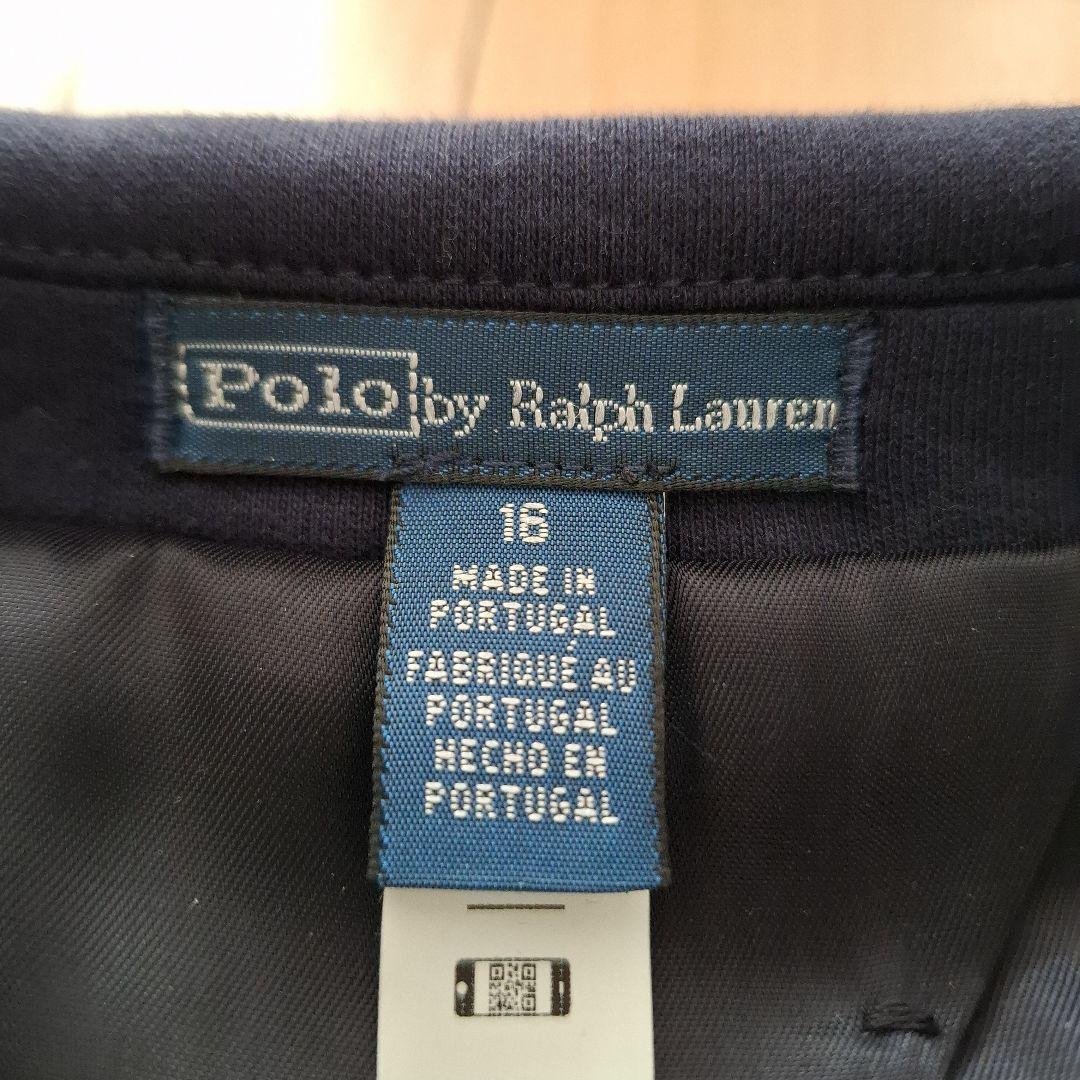 Polo by Ralph Lauren
16
MADE IN
PORTUGAL
FABRIQUÉ AU
PORTUGAL
HECHO EN
PORTUGAL